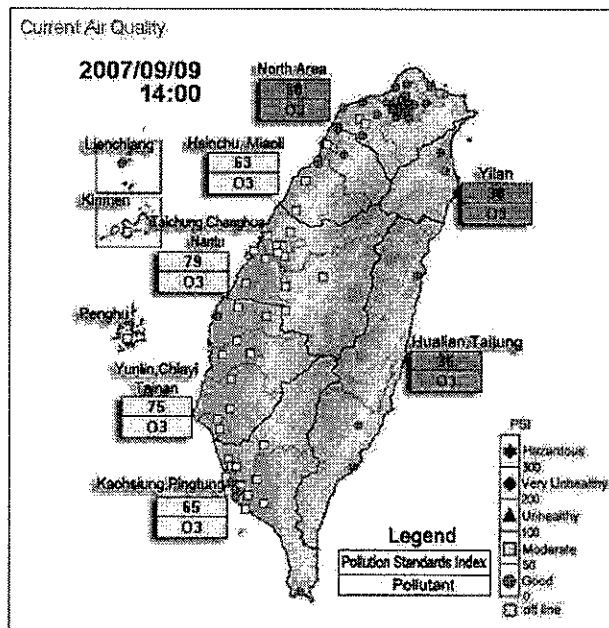 Current Air Quality
2007/09/09
14:00
North Area
O3
Lienchiang
Hsinchu, Miaoli
63
O3
Yilan
O3
Kinmen
Taichung, Changhua
Nantu
79
O3
Penghu
Hualian, Taijung
O3
Yunlin, Chiayi
Tainan
75
O3
Kaohsiung, Pingtung
65
O3
PSI
Hazardous
300
Very Unhealthy
200
Unhealthy
100
Moderate
50
Good
0
off line
Legend
Pollution Standards Index
Pollutant